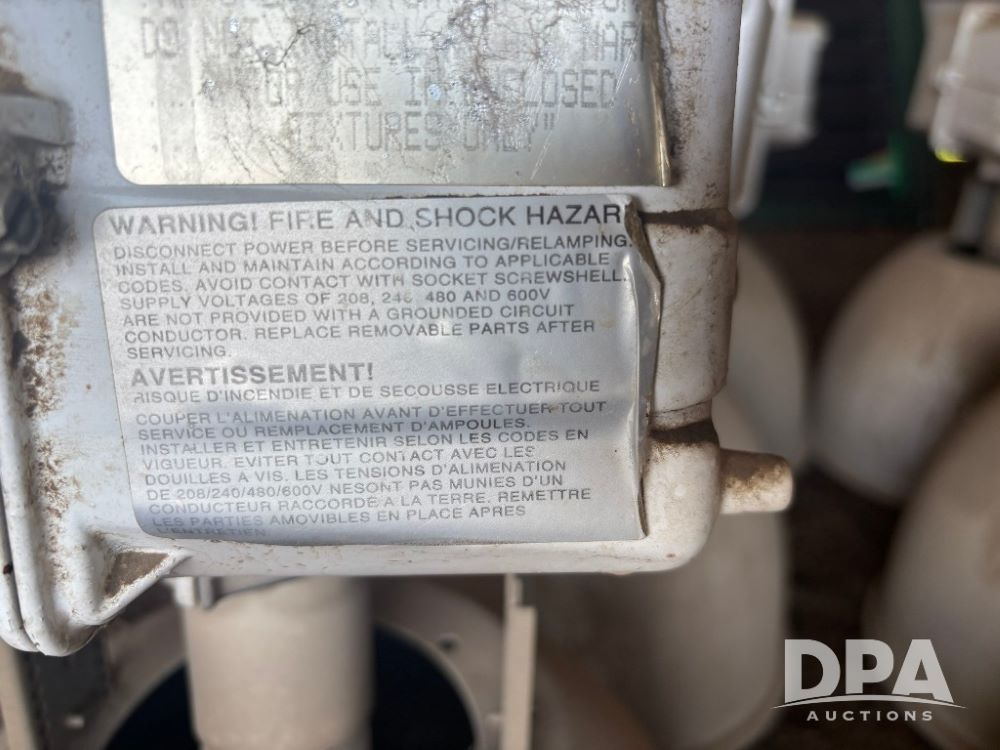 DO NOT INSTALL
OR USE IN ENCLOSED
FIXTURES ONLY"
WARNING! FIRE AND SHOCK HAZAR
DISCONNECT POWER BEFORE SERVICING/RELAMPING.
INSTALL AND MAINTAIN ACCORDING TO APPLICABLE
CODES. AVOID CONTACT WITH SOCKET SCREWSHELL.
SUPPLY VOLTAGES OF 208, 240, 480 AND 600V
ARE NOT PROVIDED WITH A GROUNDED CIRCUIT
CONDUCTOR. REPLACE REMOVABLE PARTS AFTER
SERVICING.
AVERTISSEMENT!
RISQUE D'INCENDIE ET DE SECOUSSE ELECTRIQUE
COUPER L'ALIMENATION AVANT D'EFFECTUER TOUT
SERVICE OU REMPLACEMENT D'AMPOULES.
INSTALLER ET ENTRETENIR SELON LES CODES EN
VIGUEUR. EVITER TOUT CONTACT AVEC LES
DOUILLES A VIS. LES TENSIONS D'ALIMENATION
DE 208/240/480/600V NESONT PAS MUNIES D'UN
CONDUCTEUR RACCORDE A LA TERRE. REMETTRE
LES PARTIES AMOVIBLES EN PLACE APRES
L'ENTRETIEN
DPA
AUCTIONS